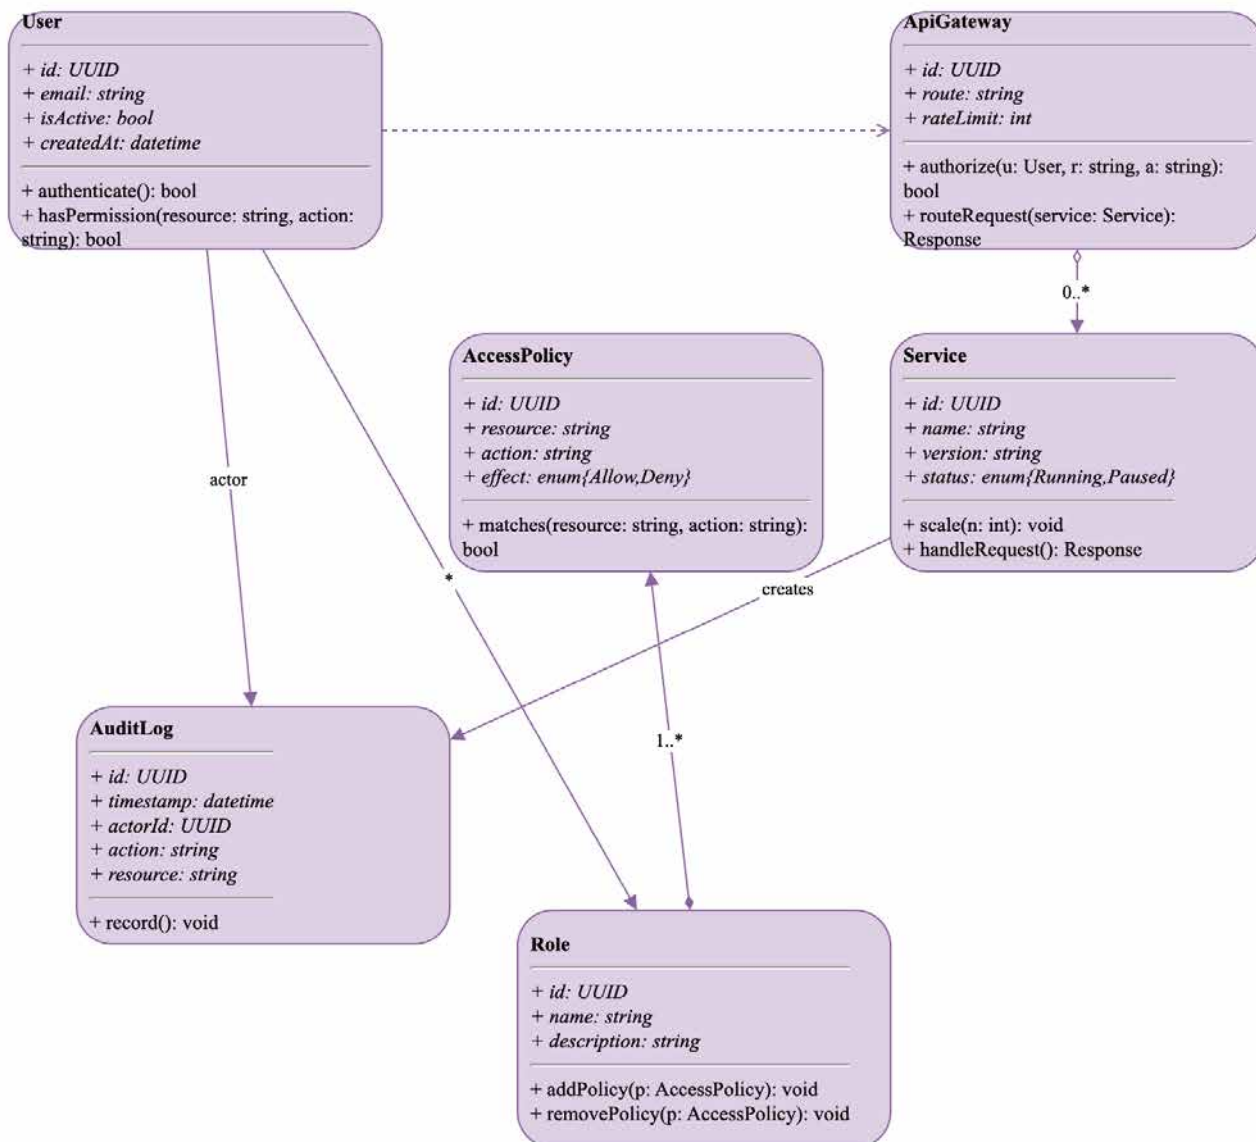 User
+ id: UUID
+ email: string
+ isActive: bool
+ createdAt: datetime
+ authenticate(): bool
+ hasPermission(resource: string, action:
string): bool
ApiGateway
+ id: UUID
+ route: string
+ rateLimit: int
+ authorize(u: User, r: string, a: string):
bool
+ routeRequest(service: Service):
Response
0..*
AccessPolicy
+ id: UUID
+ resource: string
+ action: string
+ effect: enum{Allow,Deny}
+ matches(resource: string, action: string):
bool
Service
+ id: UUID
+ name: string
+ version: string
+ status: enum{Running,Paused}
+ scale(n: int): void
+ handleRequest(): Response
actor
*
creates
1..*
AuditLog
+ id: UUID
+ timestamp: datetime
+ actorId: UUID
+ action: string
+ resource: string
+ record(): void
Role
+ id: UUID
+ name: string
+ description: string
+ addPolicy(p: AccessPolicy): void
+ removePolicy(p: AccessPolicy): void